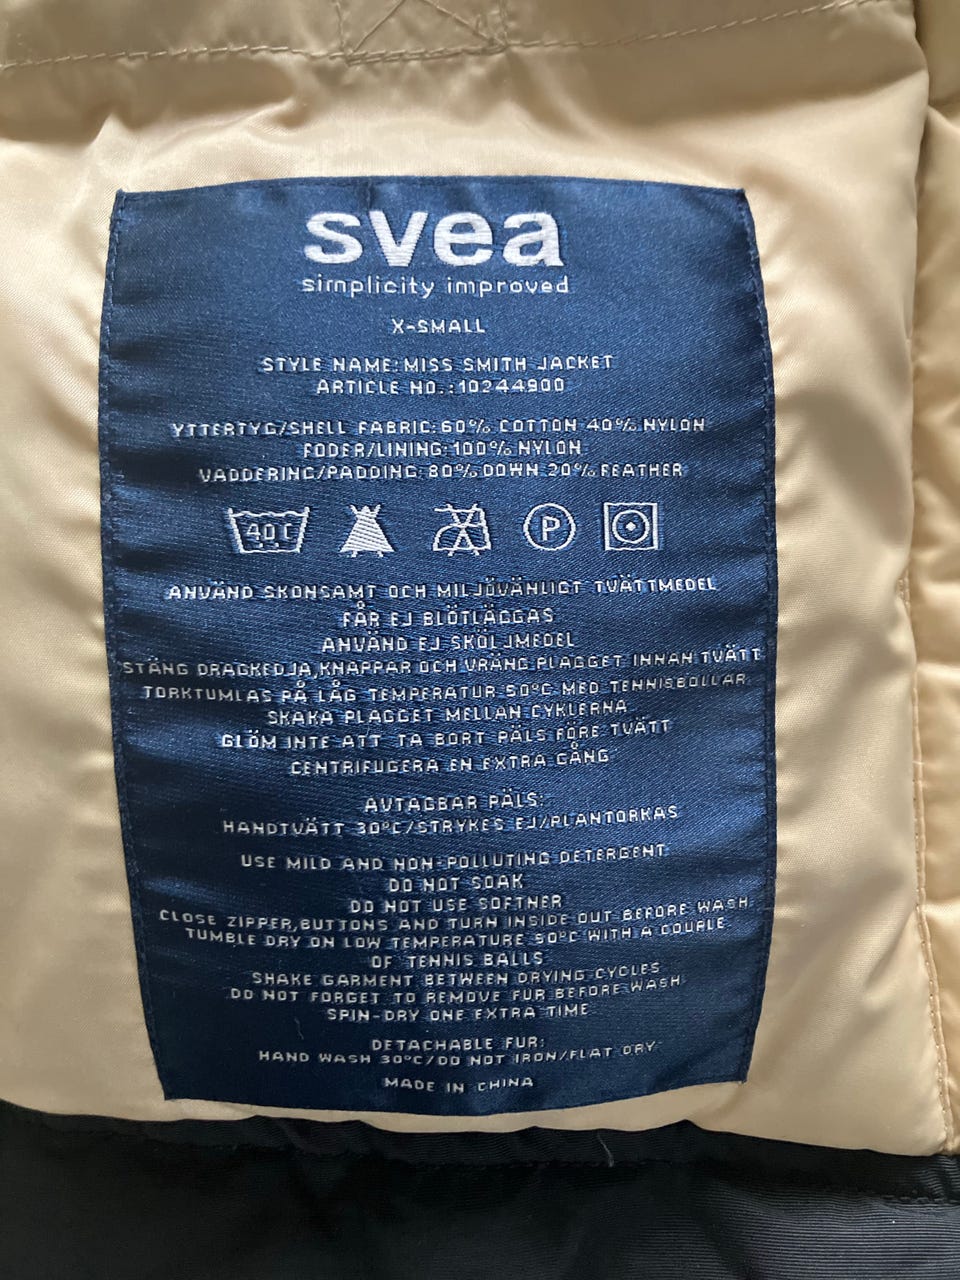 svea
simplicity improved
X-SMALL
STYLE NAME:MISS SMITH JACKET
ARTICLE NO.:10244900
YTTERTYG/SHELL FABRIC:60% COTTON 40% NYLON
FODER/LINING:100% NYLON
VADDERING/PADDING:80% DOWN 20% FEATHER
40C P
ANVÄND SKONSAMT OCH MILJÖVÄNLIGT TVÄTTMEDEL
FÅR EJ BLÖTLÄGGAS
ANVÄND EJ SKÖLJMEDEL
STÄNG DRAGKEDJA,KNAPPAR OCH VRÄNG PLAGGET INNAN TVÄTT
TORKTUMLAS PÅ LÅG TEMPERATUR 50°C MED TENNISBOLLAR
SKAKA PLAGGET MELLAN CYKLERNA
GLÖM INTE ATT TA BORT PÄLS FÖRE TVÄTT
CENTRIFUGERA EN EXTRA GÅNG
AVTAGBAR PÄLS:
HANDTVÄTT 30°C/STRYKES EJ/PLANTORKAS
USE MILD AND NON-POLLUTING DETERGENT
DO NOT SOAK
DO NOT USE SOFTNER
CLOSE ZIPPER,BUTTONS AND TURN INSIDE OUT BEFORE WASH
TUMBLE DRY ON LOW TEMPERATURE 50°C WITH A COUPLE
OF TENNIS BALLS
SHAKE GARMENT BETWEEN DRYING CYCLES
DO NOT FORGET TO REMOVE FUR BEFORE WASH
SPIN-DRY ONE EXTRA TIME
DETACHABLE FUR:
HAND WASH 30°C/DO NOT IRON/FLAT DRY
MADE IN CHINA